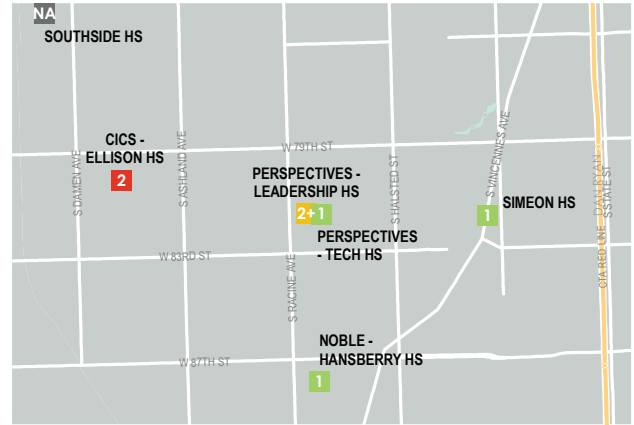 NA
SOUTHSIDE HS
CICS -
ELLISON HS
2
W 79TH ST
PERSPECTIVES -
LEADERSHIP HS
2+
1
PERSPECTIVES
- TECH HS
1
SIMEON HS
W 83RD ST
NOBLE -
HANSBERRY HS
1
W 87TH ST
S DAMEN AVE
S ASHLAND AVE
S RACINE AVE
S HALSTED ST
S VINCENNES AVE
DAN RYAN
S STATE ST
CTA RED LINE